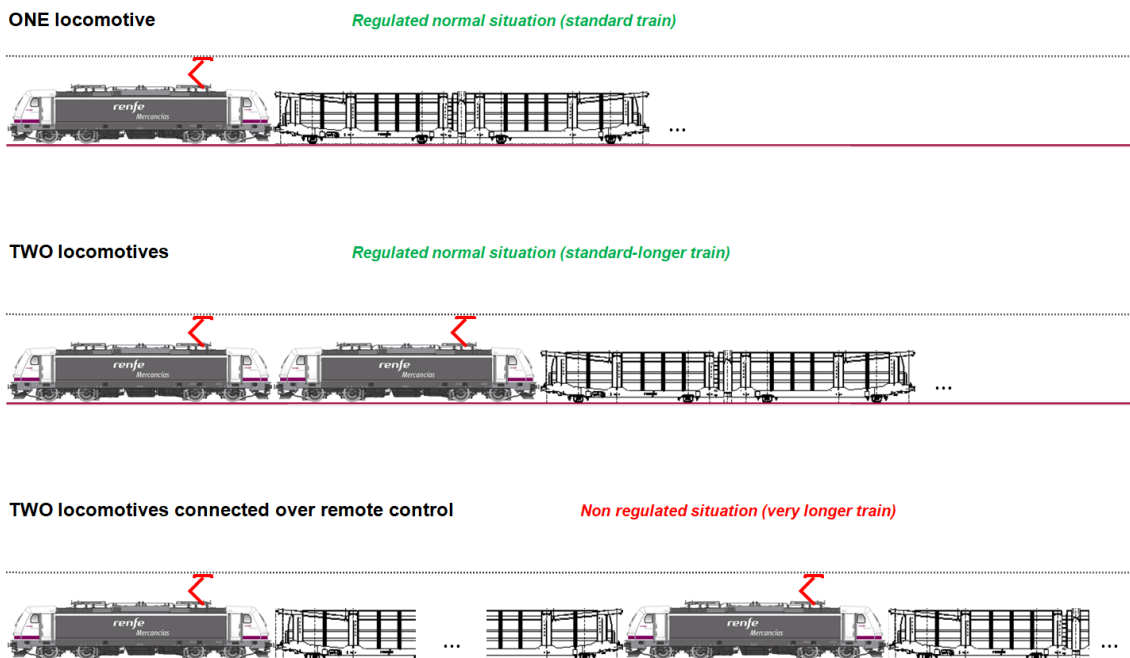 ONE locomotive
Regulated normal situation (standard train)
renfe
Mercancías
...
TWO locomotives
Regulated normal situation (standard-longer train)
renfe
Mercancías
renfe
Mercancías
...
TWO locomotives connected over remote control
Non regulated situation (very longer train)
renfe
Mercancías
...
renfe
Mercancías
...